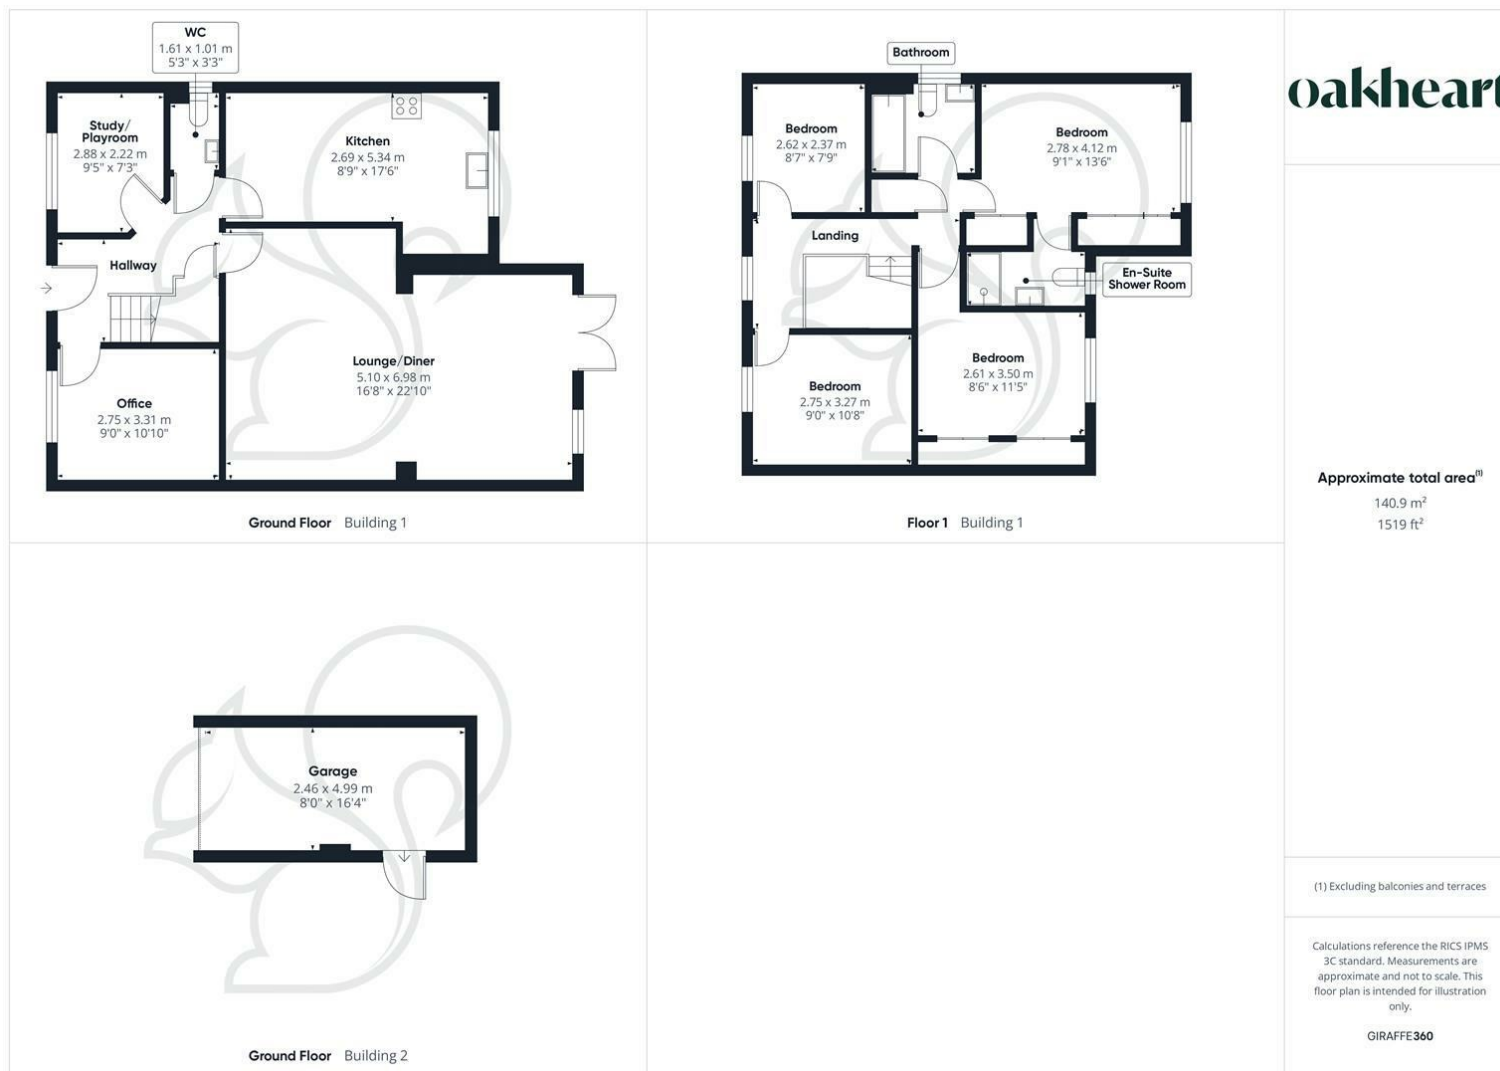 WC
1.61 x 1.01 m
5'3" x 3'3"
Study/
Playroom
2.88 x 2.22 m
9'5" x 7'3"
Kitchen
2.69 x 5.34 m
8'9" x 17'6"
Hallway
Lounge/Diner
5.10 x 6.98 m
16'8" x 22'10"
Office
2.75 x 3.31 m
9'0" x 10'10"
Ground Floor Building 1
Bathroom
Bedroom
2.62 x 2.37 m
8'7" x 7'9"
Bedroom
2.78 x 4.12 m
9'1" x 13'6"
Landing
En-Suite
Shower Room
Bedroom
2.61 x 3.50 m
8'6" x 11'5"
Bedroom
2.75 x 3.27 m
9'0" x 10'8"
Floor 1 Building 1
Garage
2.46 x 4.99 m
8'0" x 16'4"
Ground Floor Building 2
oakheart
Approximate total area(1)
140.9 m²
1519 ft²
(1) Excluding balconies and terraces
Calculations reference the RICS IPMS
3C standard. Measurements are
approximate and not to scale. This
floor plan is intended for illustration
only.
GIRAFFE360